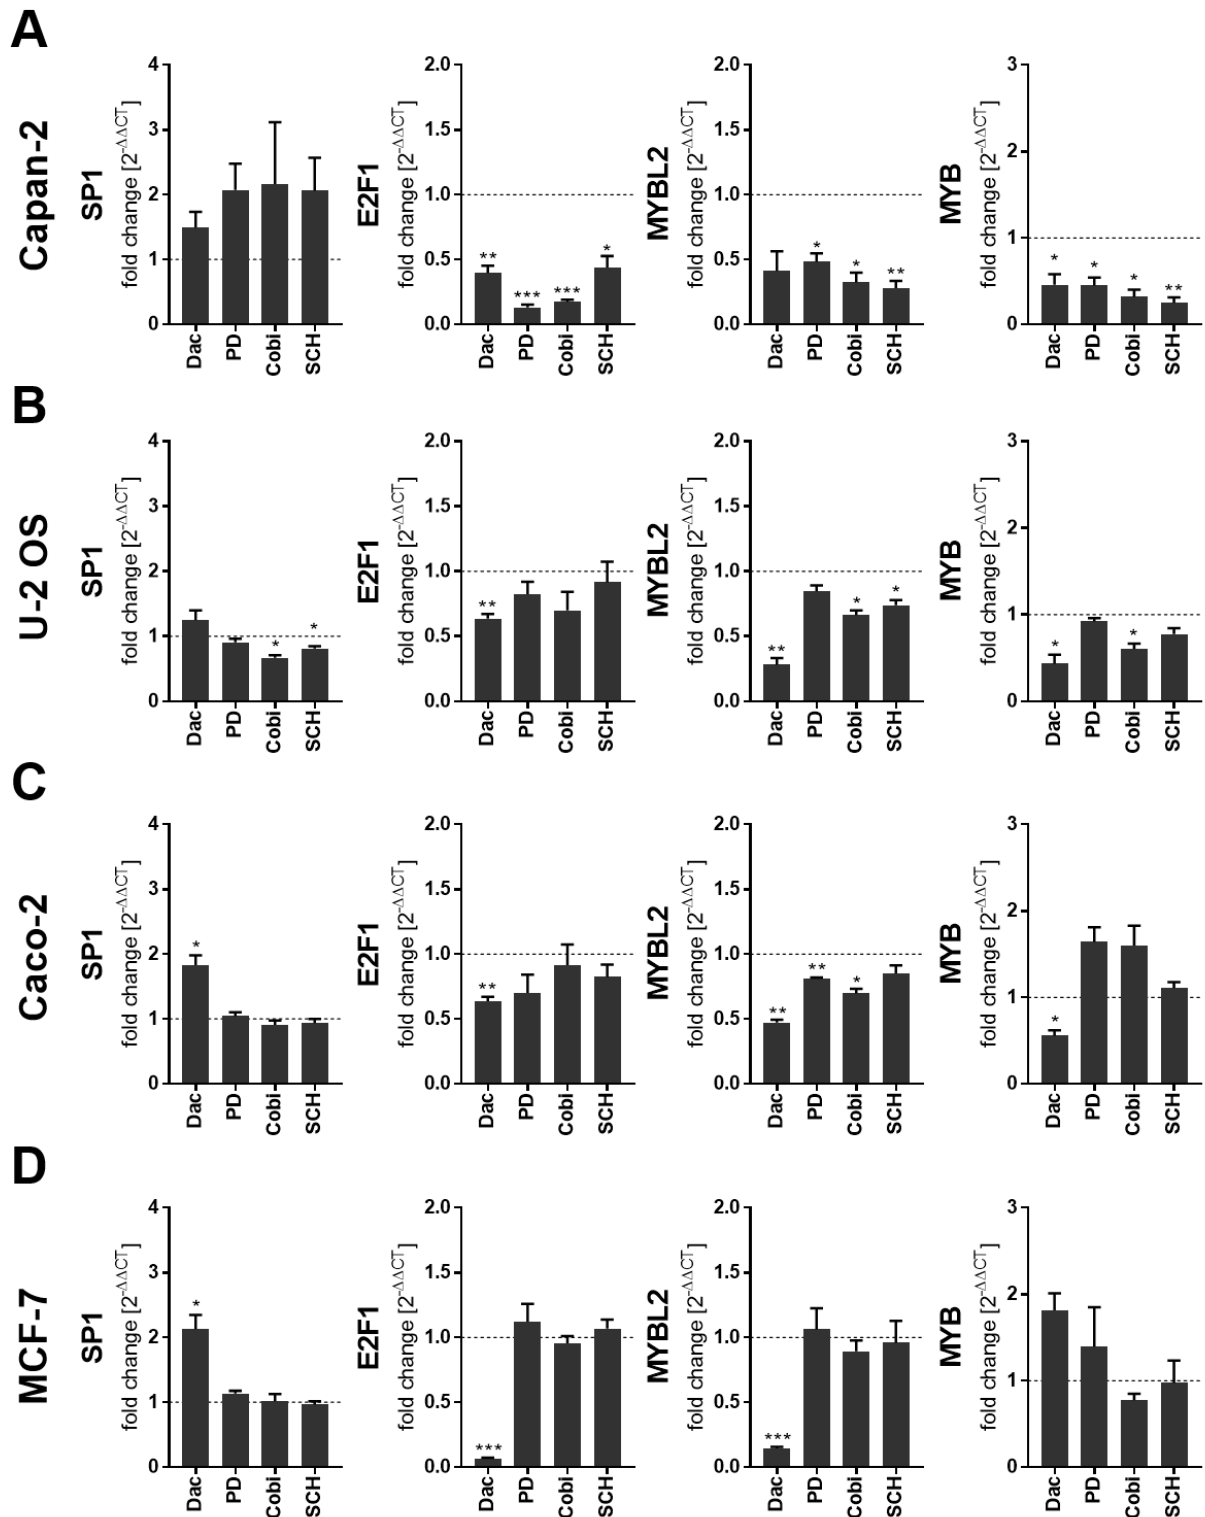 A
Capan-2
SP1
fold change [2-ΔΔCT]
4
3
2
1
0
Dac
PD
Cobi
SCH
E2F1
fold change [2-ΔΔCT]
2.0
1.5
1.0
0.5
0.0
**
***
***
*
Dac
PD
Cobi
SCH
MYBL2
fold change [2-ΔΔCT]
2.0
1.5
1.0
0.5
0.0
*
*
**
Dac
PD
Cobi
SCH
MYB
fold change [2-ΔΔCT]
3
2
1
0
*
*
*
**
Dac
PD
Cobi
SCH
B
U-2 OS
SP1
fold change [2-ΔΔCT]
4
3
2
1
0
*
*
Dac
PD
Cobi
SCH
E2F1
fold change [2-ΔΔCT]
2.0
1.5
1.0
0.5
0.0
**
Dac
PD
Cobi
SCH
MYBL2
fold change [2-ΔΔCT]
2.0
1.5
1.0
0.5
0.0
**
*
*
Dac
PD
Cobi
SCH
MYB
fold change [2-ΔΔCT]
3
2
1
0
*
*
Dac
PD
Cobi
SCH
C
Caco-2
SP1
fold change [2-ΔΔCT]
4
3
2
1
0
*
Dac
PD
Cobi
SCH
E2F1
fold change [2-ΔΔCT]
2.0
1.5
1.0
0.5
0.0
**
Dac
PD
Cobi
SCH
MYBL2
fold change [2-ΔΔCT]
2.0
1.5
1.0
0.5
0.0
**
**
*
Dac
PD
Cobi
SCH
MYB
fold change [2-ΔΔCT]
3
2
1
0
*
Dac
PD
Cobi
SCH
D
MCF-7
SP1
fold change [2-ΔΔCT]
4
3
2
1
0
*
Dac
PD
Cobi
SCH
E2F1
fold change [2-ΔΔCT]
2.0
1.5
1.0
0.5
0.0
***
Dac
PD
Cobi
SCH
MYBL2
fold change [2-ΔΔCT]
2.0
1.5
1.0
0.5
0.0
***
Dac
PD
Cobi
SCH
MYB
fold change [2-ΔΔCT]
3
2
1
0
Dac
PD
Cobi
SCH